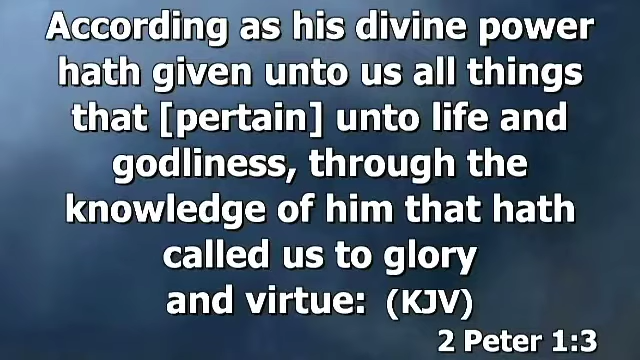 According as his divine power
hath given unto us all things
that [pertain] unto life and
godliness, through the
knowledge of him that hath
called us to glory
and virtue: (KJV)
2 Peter 1:3